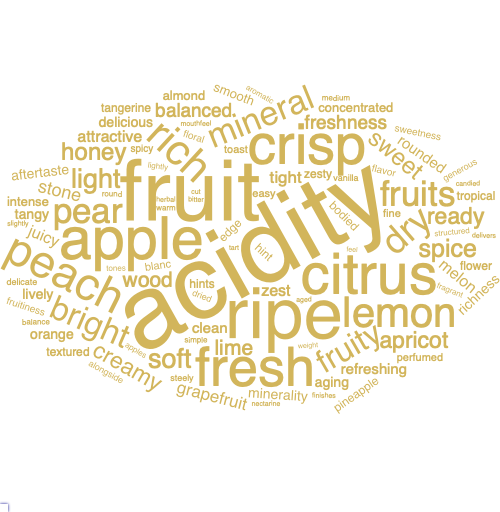 aromatic
smooth
almond
medium
tangerine
balanced.
mineral
concentrated
delicious
mouthfeel
freshness
attractive
rich
floral
crisp
sweetness
honey
spicy
toast
sweet
rounded
aftertaste
light
lightly
fruit
tight
zesty
vanilla
flavor
generous
stone
round
cut
easy
fruits
candied
intense
herbal
bitter
acidity
bodied
tropical
tangy
pear
warm
fine
dry
ready
slightly
juicy
apple
edge
structured
delivers
peach
tones
blanc
tart
hint
feel
citrus
spice
melon
flower
delicate
wood
hints
dried
zest
aged
fragrant
richness
lively
fruitiness
bright
clean
ripe
lemon
balance
orange
apples
simple
lime
weight
fruity
apricot
textured
creamy
soft
fresh
perfumed
alongside
steely
aging
refreshing
grapefruit
minerality
finishes
pineapple
nectarine